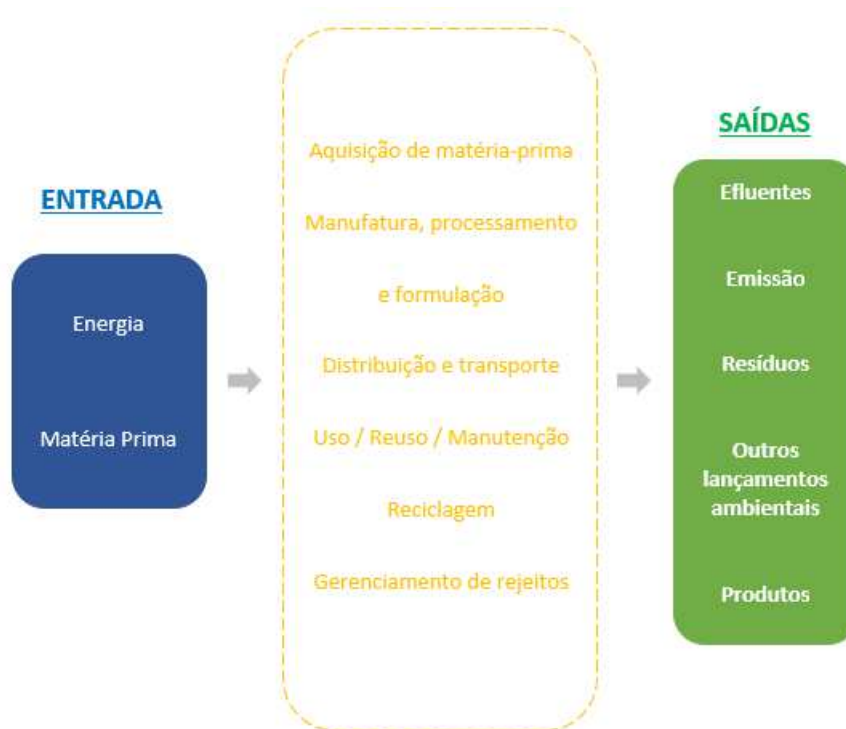 ENTRADA
Energia
Matéria Prima
Aquisição de matéria-prima
Manufatura, processamento
e formulação
Distribuição e transporte
Uso / Reuso / Manutenção
Reciclagem
Gerenciamento de rejeitos
SAÍDAS
Efluentes
Emissão
Resíduos
Outros
lançamentos
ambientais
Produtos